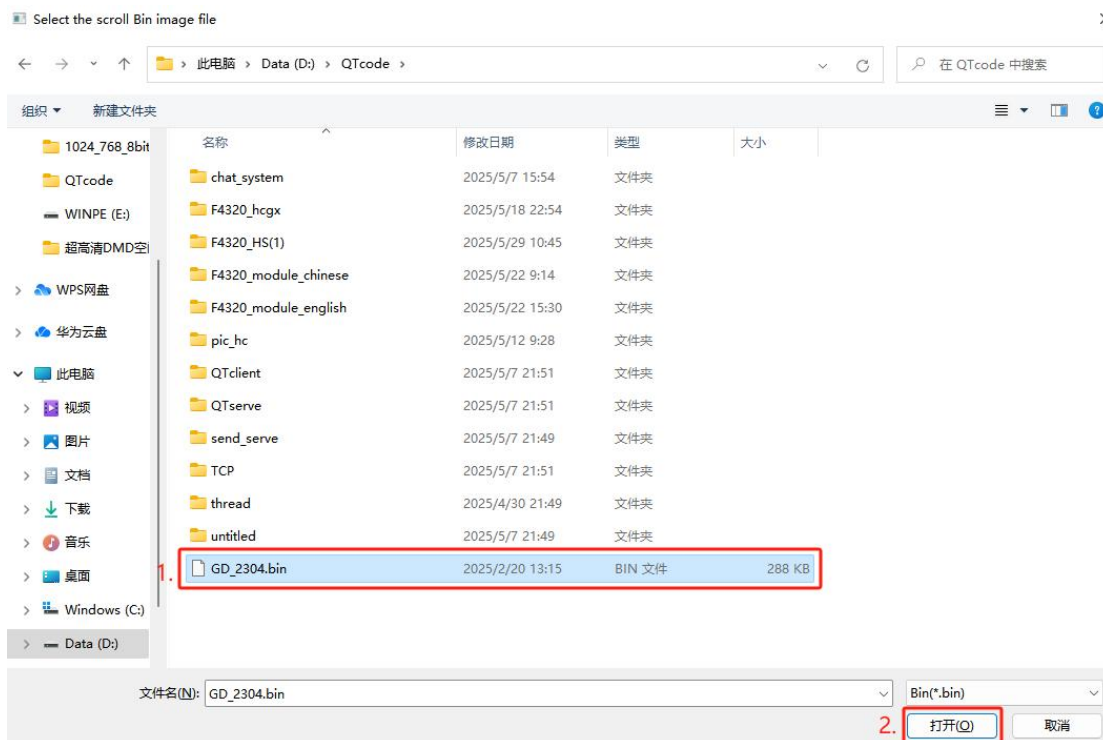 Select the scroll Bin image file
此电脑 › Data (D:) › QTcode ›
在 QTcode 中搜索
组织 新建文件夹
1024_768_8bit
QTcode
WINPE (E:)
超高清DMD空
WPS网盘
华为云盘
此电脑
视频
图片
文档
下载
音乐
桌面
Windows (C:)
Data (D:)
名称 修改日期 类型 大小
chat_system 2025/5/7 15:54 文件夹
F4320_hcgx 2025/5/18 22:54 文件夹
F4320_HS(1) 2025/5/29 10:45 文件夹
F4320_module_chinese 2025/5/22 9:14 文件夹
F4320_module_english 2025/5/22 15:30 文件夹
pic_hc 2025/5/12 9:28 文件夹
QTclient 2025/5/7 21:51 文件夹
QTserve 2025/5/7 21:51 文件夹
send_serve 2025/5/7 21:49 文件夹
TCP 2025/5/7 21:51 文件夹
thread 2025/4/30 21:49 文件夹
untitled 2025/5/7 21:49 文件夹
1. GD_2304.bin 2025/2/20 13:15 BIN 文件 288 KB
文件名(N): GD_2304.bin Bin(*.bin)
2. 打开(O) 取消